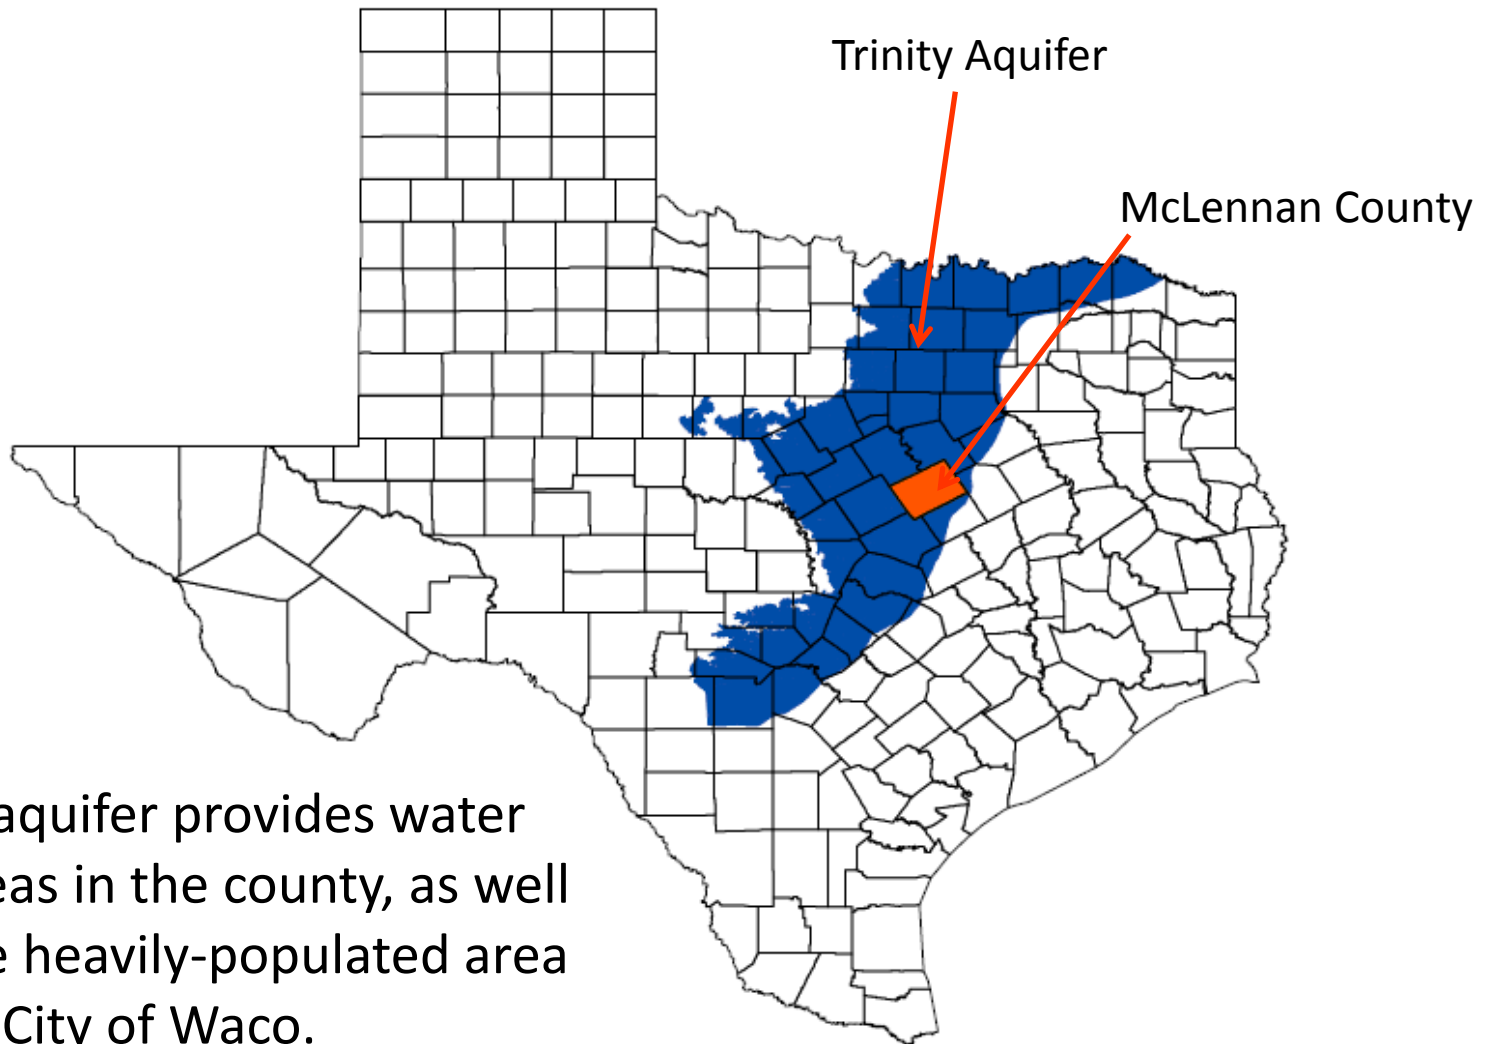 Trinity Aquifer
McLennan County
aquifer provides water
eas in the county, as well
e heavily-populated area
City of Waco.